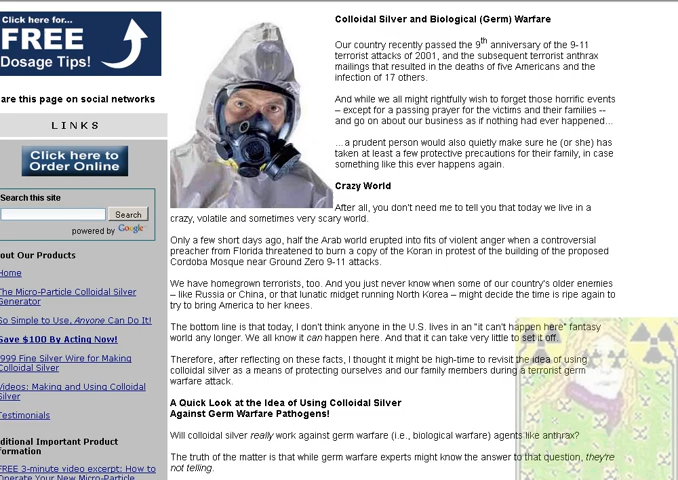 Click here for...
FREE
Dosage Tips!
are this page on social networks
LINKS
Click here to
Order Online
Search this site
Search
powered by Google
out Our Products
Home
The Micro-Particle Colloidal Silver
Generator
So Simple to Use, Anyone Can Do It!
Save $100 By Acting Now!
.999 Fine Silver Wire for Making
Colloidal Silver
Videos: Making and Using Colloidal
Silver
Testimonials
ditional Important Product
formation
FREE 3-minute video excerpt: How to
Operate Your New Micro-Particle
Colloidal Silver and Biological (Germ) Warfare
Our country recently passed the 9th anniversary of the 9-11
terrorist attacks of 2001, and the subsequent terrorist anthrax
mailings that resulted in the deaths of five Americans and the
infection of 17 others.
And while we all might rightfully wish to forget those horrific events
– except for a passing prayer for the victims and their families --
and go on about our business as if nothing had ever happened...
...a prudent person would also quietly make sure he (or she) has
taken at least a few protective precautions for their family, in case
something like this ever happens again.
Crazy World
After all, you don't need me to tell you that today we live in a
crazy, volatile and sometimes very scary world.
Only a few short days ago, half the Arab world erupted into fits of violent anger when a controversial
preacher from Florida threatened to burn a copy of the Koran in protest of the building of the proposed
Cordoba Mosque near Ground Zero 9-11 attacks.
We have homegrown terrorists, too. And you just never know when some of our country's older enemies
– like Russia or China, or that lunatic midget running North Korea – might decide the time is ripe again to
try to bring America to her knees.
The bottom line is that today, I don't think anyone in the U.S. lives in an "it can't happen here" fantasy
world any longer. We all know it can happen here. And that it can take very little to set it off.
Therefore, after reflecting on these facts, I thought it might be high-time to revisit the idea of using
colloidal silver as a means of protecting ourselves and our family members during a terrorist germ
warfare attack.
A Quick Look at the Idea of Using Colloidal Silver
Against Germ Warfare Pathogens!
Will colloidal silver really work against germ warfare (i.e., biological warfare) agents like anthrax?
The truth of the matter is that while germ warfare experts might know the answer to that question, they're
not telling.